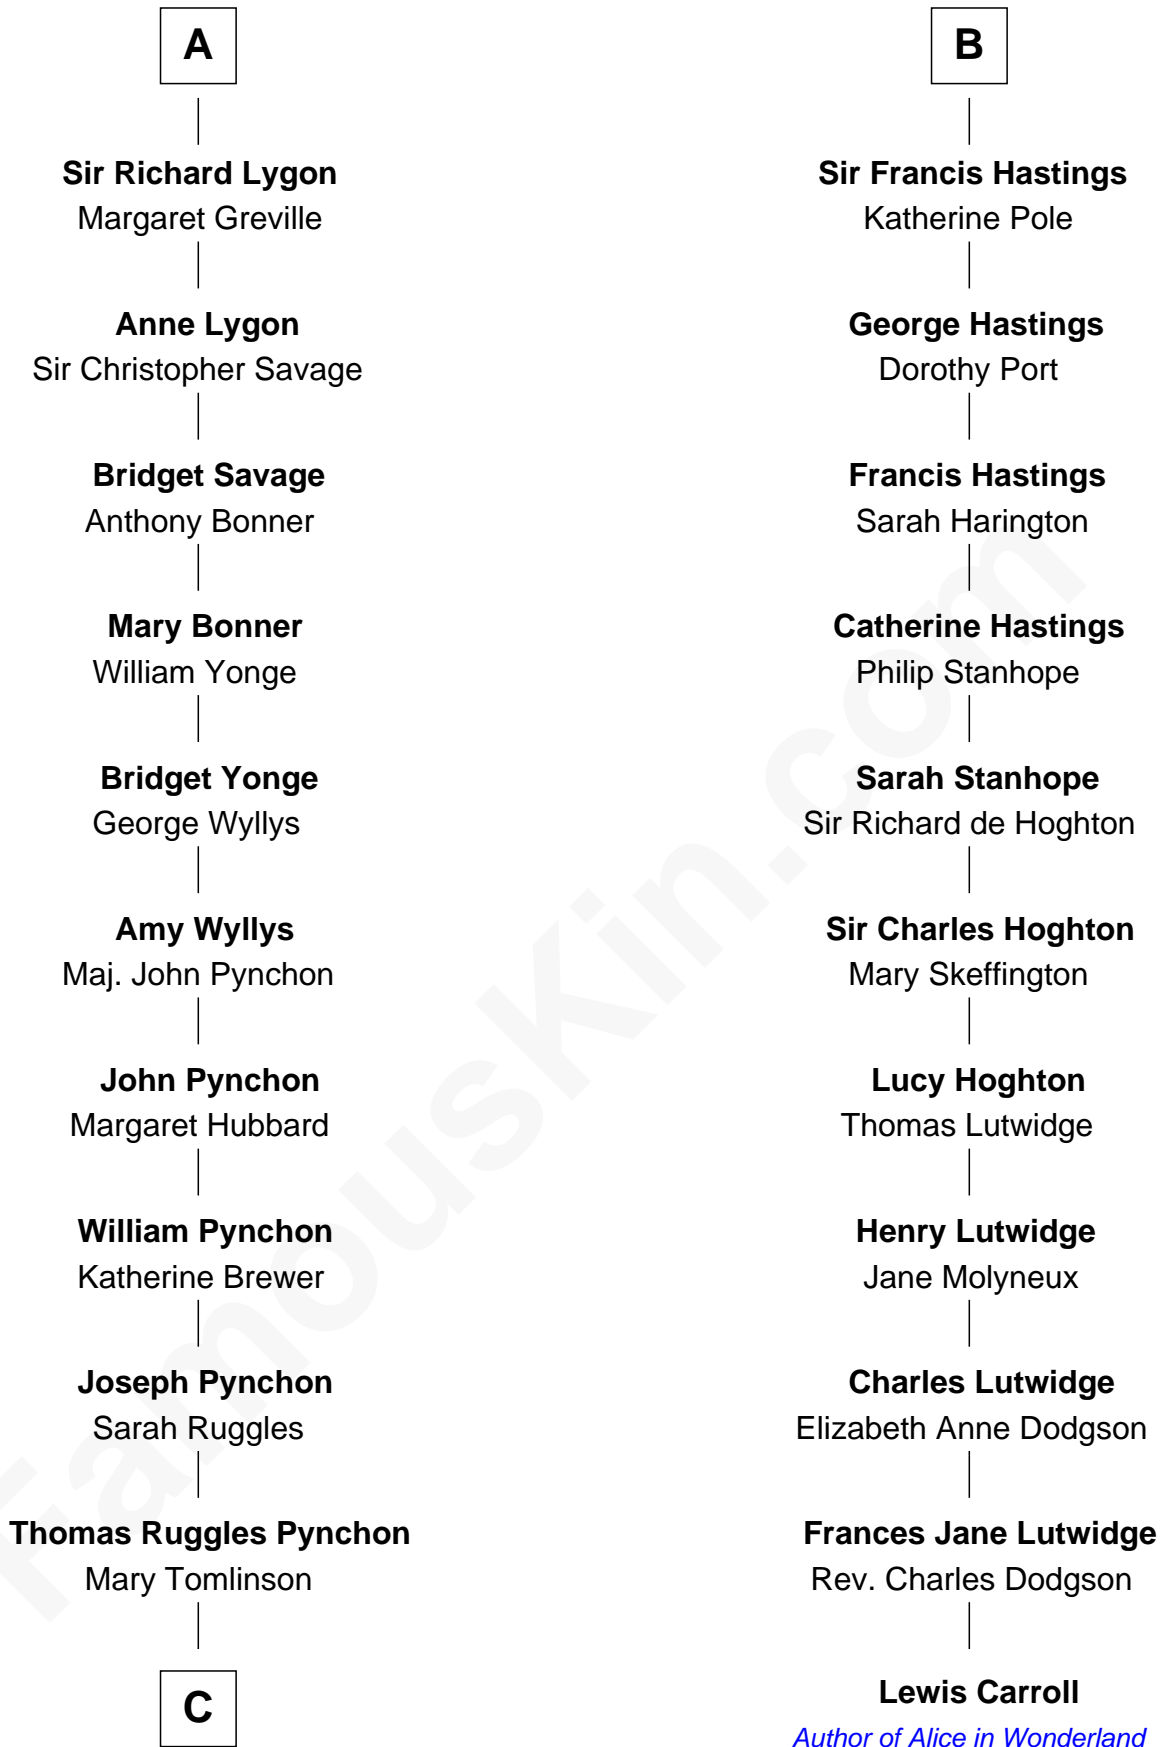 A
Sir Richard Lygon
Margaret Greville
Anne Lygon
Sir Christopher Savage
Bridget Savage
Anthony Bonner
Mary Bonner
William Yonge
Bridget Yonge
George Wyllys
Amy Wyllys
Maj. John Pynchon
John Pynchon
Margaret Hubbard
William Pynchon
Katherine Brewer
Joseph Pynchon
Sarah Ruggles
Thomas Ruggles Pynchon
Mary Tomlinson
C
B
Sir Francis Hastings
Katherine Pole
George Hastings
Dorothy Port
Francis Hastings
Sarah Harington
Catherine Hastings
Philip Stanhope
Sarah Stanhope
Sir Richard de Hoghton
Sir Charles Hoghton
Mary Skeffington
Lucy Hoghton
Thomas Lutwidge
Henry Lutwidge
Jane Molyneux
Charles Lutwidge
Elizabeth Anne Dodgson
Frances Jane Lutwidge
Rev. Charles Dodgson
Lewis Carroll
Author of Alice in Wonderland
FamousKin.com